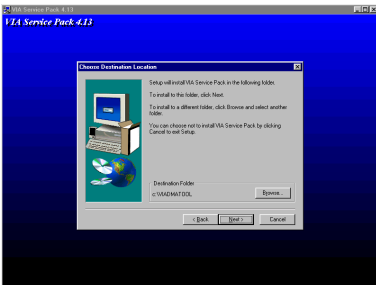 VIA Service Pack 4.13
VIA Service Pack 4.13
Choose Destination Location
Setup will install VIA Service Pack in the following folder.
To install to this folder, click Next.
To install to a different folder, click Browse and select another
folder.
You can choose not to install VIA Service Pack by clicking
Cancel to exit Setup.
Destination Folder
c:\VIADMATOOL
Browse...
< Back
Next >
Cancel